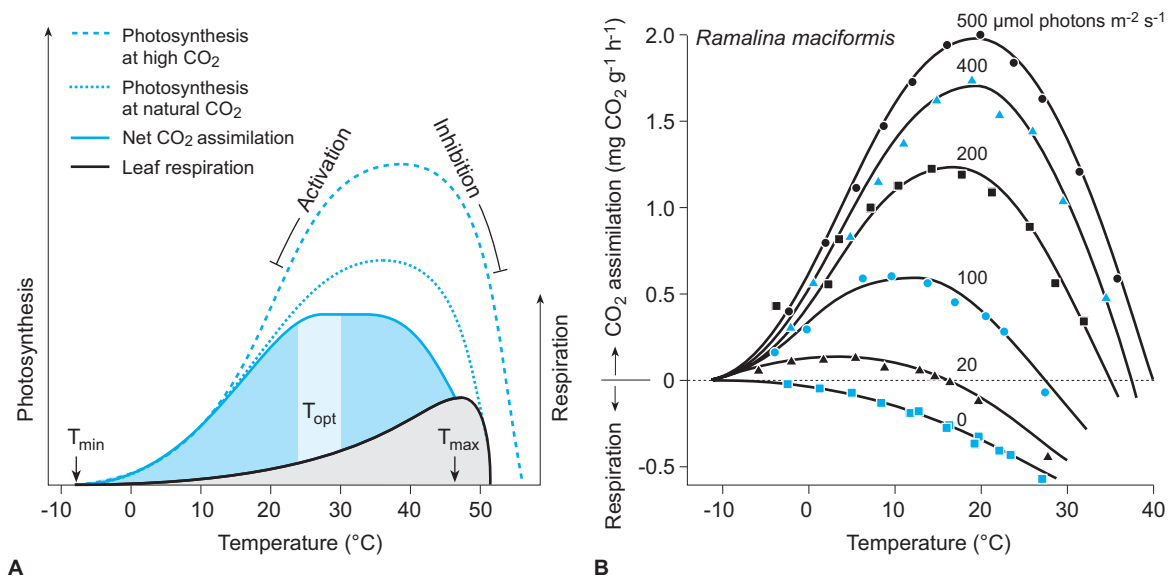 Photosynthesis
at high CO2
Photosynthesis
at natural CO2
Net CO2 assimilation
Leaf respiration
Activation
Inhibition
Photosynthesis
Respiration
Tmin
Topt
Tmax
-10 0 10 20 30 40 50
Temperature (°C)
A
Ramalina maciformis
500 µmol photons m-2 s-1
400
200
100
20
0
2.0
1.5
1.0
0.5
0
-0.5
Respiration CO2 assimilation (mg CO2 g-1 h-1)
-10 0 10 20 30 40
Temperature (°C)
B